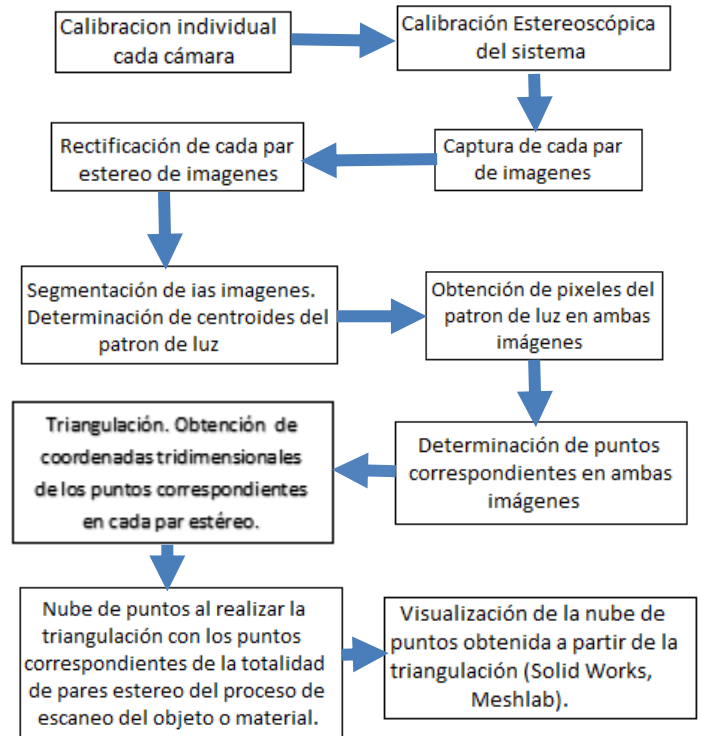 Calibracion individual
cada cámara
Calibración Estereoscópica
del sistema
Captura de cada par
de imagenes
Rectificación de cada par
estereo de imagenes
Segmentación de ias imagenes.
Determinación de centroides del
patron de luz
Obtención de pixeles del
patron de luz en ambas
imágenes
Determinación de puntos
correspondientes en ambas
imágenes
Triangulación. Obtención de
coordenadas tridimensionales
de los puntos correspondientes
en cada par estéreo.
Nube de puntos al realizar la
triangulación con los puntos
correspondientes de la totalidad
de pares estereo del proceso de
escaneo del objeto o material.
Visualización de la nube de
puntos obtenida a partir de la
triangulación (Solid Works,
Meshlab).